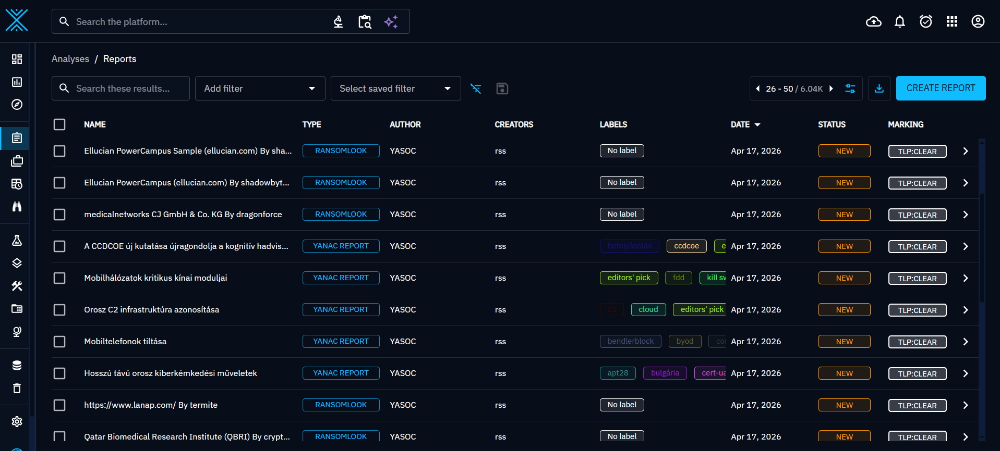 Search the platform...
Analyses / Reports
Search these results...
Add filter
Select saved filter
26 - 50 / 6.04K
CREATE REPORT
NAME TYPE AUTHOR CREATORS LABELS DATE STATUS MARKING
Ellucian PowerCampus Sample (ellucian.com) By sha... RANSOMLOOK YASOC rss No label Apr 17, 2026 NEW TLP:CLEAR
Ellucian PowerCampus (ellucian.com) By shadowbyt... RANSOMLOOK YASOC rss No label Apr 17, 2026 NEW TLP:CLEAR
medicalnetworks CJ GmbH & Co. KG By dragonforce RANSOMLOOK YASOC rss No label Apr 17, 2026 NEW TLP:CLEAR
A CCDCOE új kutatása újragondolja a kognitív hadvis... YANAC REPORT YASOC rss befolyásolás ccdcoe e Apr 17, 2026 NEW TLP:CLEAR
Mobilhálózatok kritikus kínai moduljai YANAC REPORT YASOC rss editors' pick fdd kill sw Apr 17, 2026 NEW TLP:CLEAR
Orosz C2 infrastruktúra azonosítása YANAC REPORT YASOC rss c2 cloud editors' pick Apr 17, 2026 NEW TLP:CLEAR
Mobiltelefonok tiltása YANAC REPORT YASOC rss bendlerblock byod co Apr 17, 2026 NEW TLP:CLEAR
Hosszú távú orosz kiberkémkedési műveletek YANAC REPORT YASOC rss apt28 bulgária cert-ua Apr 17, 2026 NEW TLP:CLEAR
https://www.lanap.com/ By termite RANSOMLOOK YASOC rss No label Apr 17, 2026 NEW TLP:CLEAR
Qatar Biomedical Research Institute (QBRI) By crypt... RANSOMLOOK YASOC rss No label Apr 17, 2026 NEW TLP:CLEAR